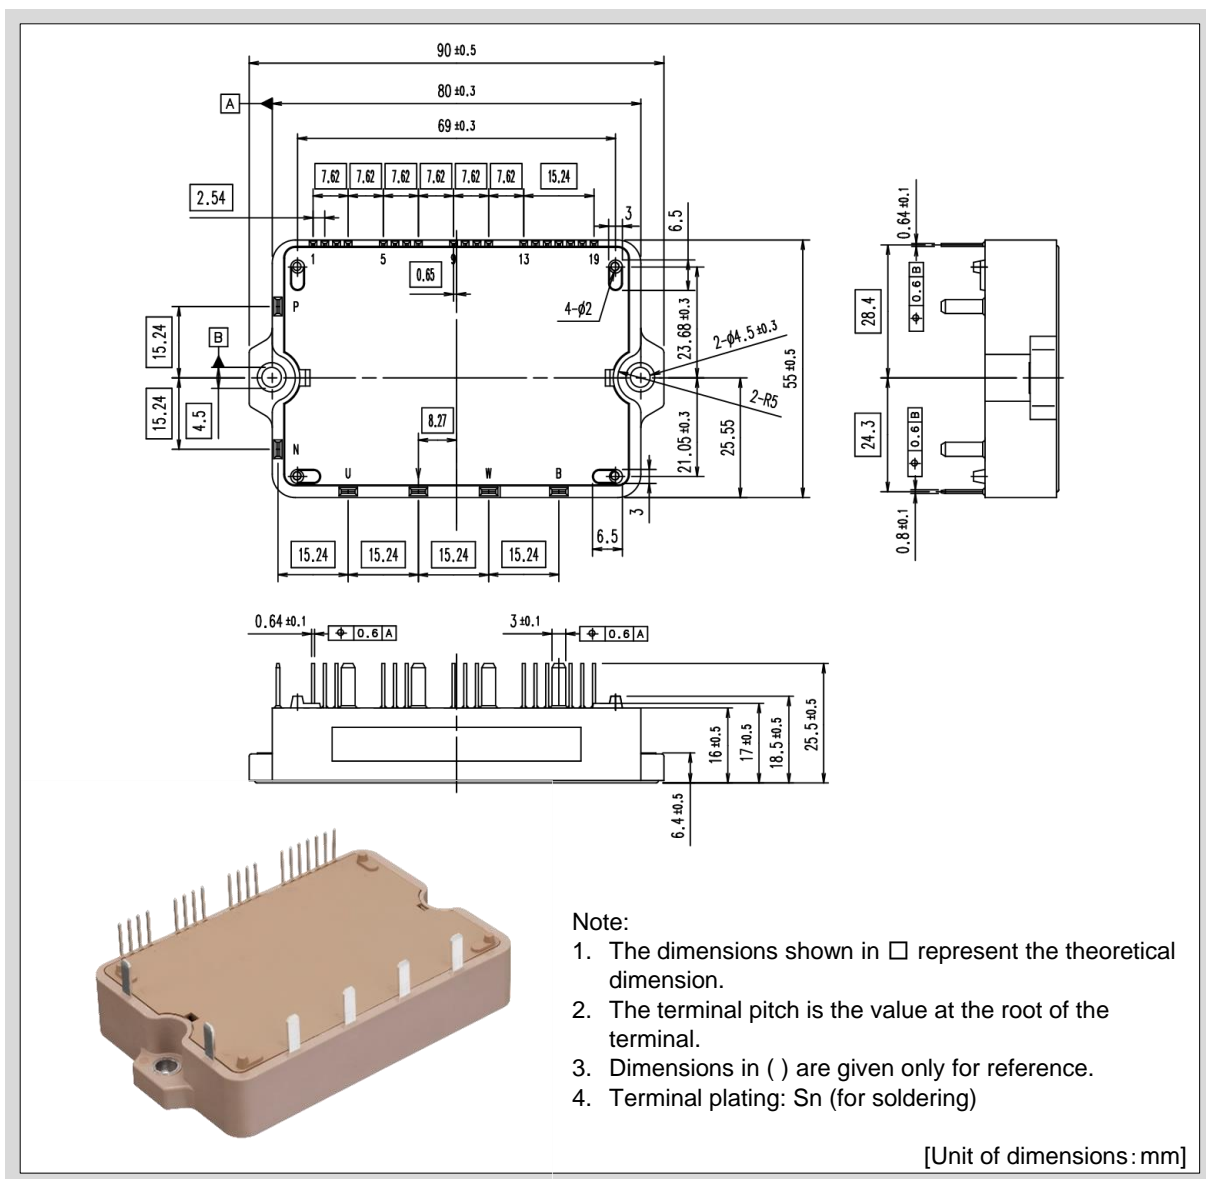 90 ±0.5
A
80 ±0.3
69 ±0.3
7.62 7.62 7.62 7.62 7.62 7.62 15.24
2.54
3
6.5
1 5 9 13 19
0.65
P
4-ø2
23.68 ±0.3
2-ø4.5 ±0.3
15.24
B
55 ±0.5
2-R5
15.24
4.5
8.27
21.05 ±0.3
25.55
N
U V W B
3
6.5
15.24 15.24 15.24 15.24
0.64 ±0.1
⌖ 0.6 B
28.4
24.3
⌖ 0.6 B
0.8 ±0.1
0.64 ±0.1
⌖ 0.6 A
3 ±0.1
⌖ 0.6 A
16 ±0.5
17 ±0.5
18.5 ±0.5
25.5 ±0.5
6.4 ±0.5
Note:
1. The dimensions shown in □ represent the theoretical
dimension.
2. The terminal pitch is the value at the root of the
terminal.
3. Dimensions in ( ) are given only for reference.
4. Terminal plating: Sn (for soldering)
[Unit of dimensions:mm]